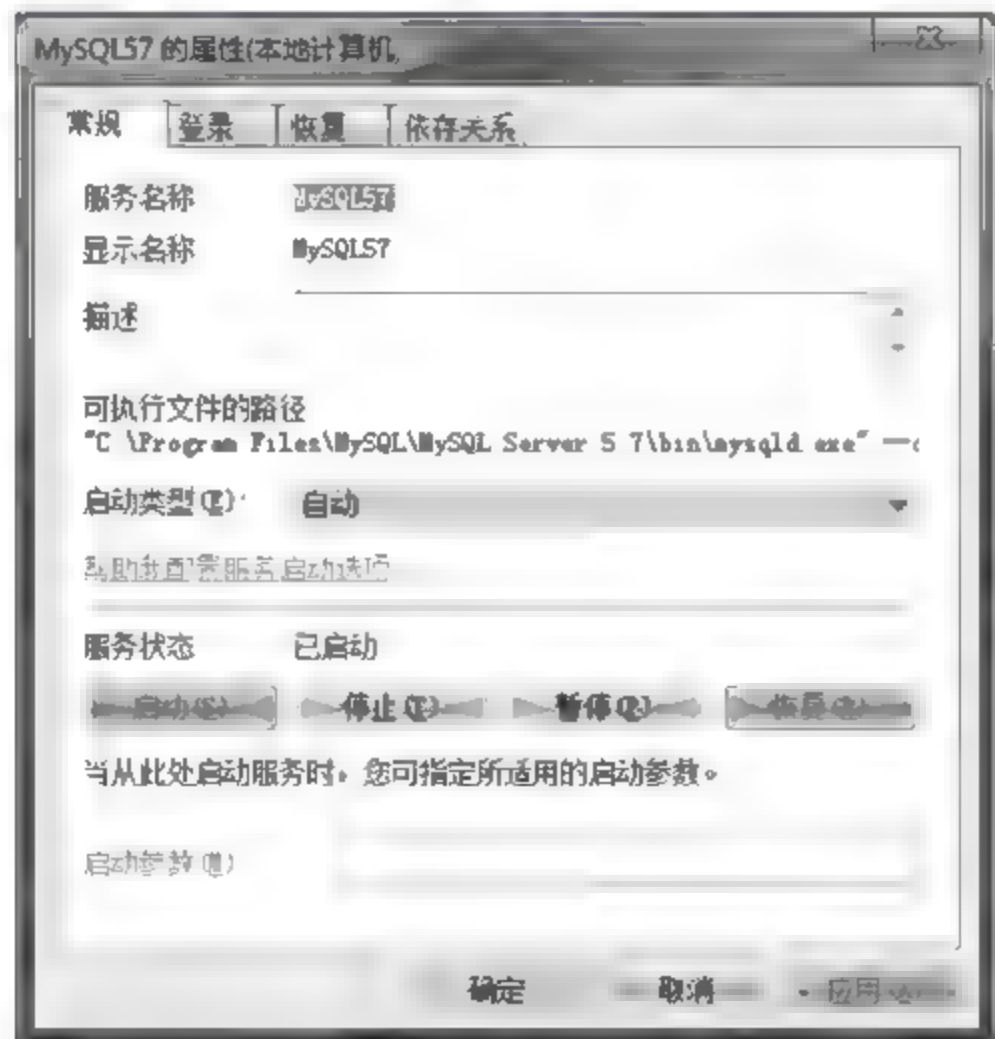 MySQL57 的属性(本地计算机)
常规 登录 恢复 依存关系
服务名称 MySQL57
显示名称 MySQL57
描述
可执行文件的路径
"C \Program Files\MySQL\MySQL Server 5 7\bin\mysqld exe" —d
启动类型(E): 自动
帮助我配置服务启动选项
服务状态 已启动
启动(S) 停止(T) 暂停(P) 恢复(R)
当从此处启动服务时，您可指定所适用的启动参数。
启动参数(M)
确定 取消 应用(A)